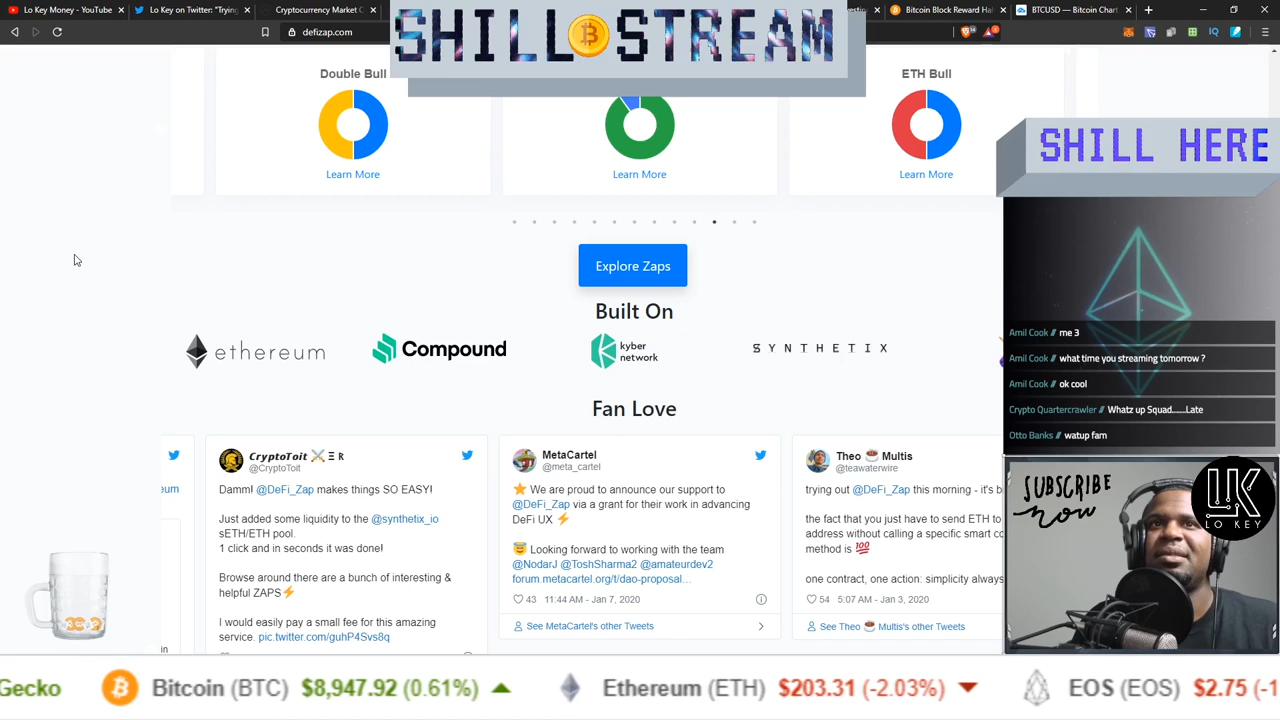 Lo Key Money - YouTube
Lo Key on Twitter: "Trying
Cryptocurrency Market C
esting
Bitcoin Block Reward Hal
BTCUSD — Bitcoin Chart
defizap.com
SHILL STREAM
SHILL HERE
Double Bull
ETH Bull
Learn More
Learn More
Learn More
Explore Zaps
Built On
ethereum
Compound
kyber
network
SYNTHETIX
Fan Love
CryptoToit ⚔️Ξ R
@CryptoToit
Damm! @DeFi_Zap makes things SO EASY!
Just added some liquidity to the @synthetix_io
sETH/ETH pool.
1 click and in seconds it was done!
Browse around there are a bunch of interesting &
helpful ZAPS⚡
I would easily pay a small fee for this amazing
service. pic.twitter.com/guhP4Svs8q
MetaCartel
@meta_cartel
⭐ We are proud to announce our support to
@DeFi_Zap via a grant for their work in advancing
DeFi UX ⚡
😇 Looking forward to working with the team
@NodarJ @ToshSharma2 @amateurdev2
forum.metacartel.org/t/dao-proposal...
43 11:44 AM - Jan 7, 2020
See MetaCartel's other Tweets
Theo ☕ Multis
@teawaterwire
trying out @DeFi_Zap this morning - it's b
the fact that you just have to send ETH to
address without calling a specific smart co
method is 💯
one contract, one action: simplicity always
54 5:07 AM - Jan 3, 2020
See Theo ☕ Multis's other Tweets
Amil Cook // me 3
Amil Cook // what time you streaming tomorrow ?
Amil Cook // ok cool
Crypto Quartercrawler // Whatz up Squad......Late
Otto Banks // watup fam
SUBSCRIBE
NOW
LK
LO KEY
Gecko
Bitcoin (BTC) $8,947.92 (0.61%)
Ethereum (ETH) $203.31 (-2.03%)
EOS (EOS) $2.75 (-1